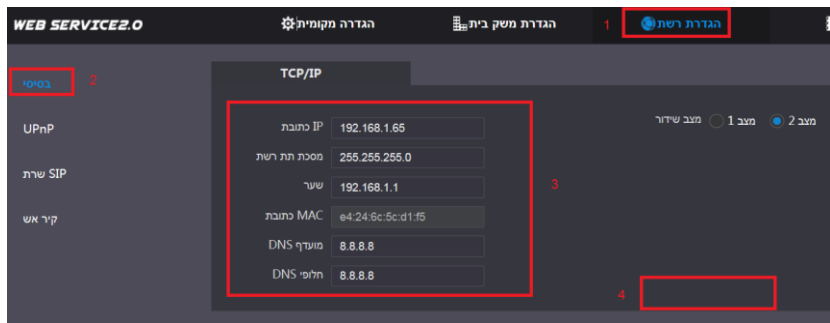 WEB SERVICE2.0
הגדרה מקומית
הגדרת משק בית
1
הגדרת רשת
בסיסי
2
TCP/IP
UPnP
שרת SIP
קיר אש
כתובת IP 192.168.1.65
מסכת תת רשת 255.255.255.0
שער 192.168.1.1
כתובת MAC e4:24:6c:5c:d1:f5
מועדף DNS 8.8.8.8
חלופי DNS 8.8.8.8
3
מצב שידור מצב 1 מצב 2
4